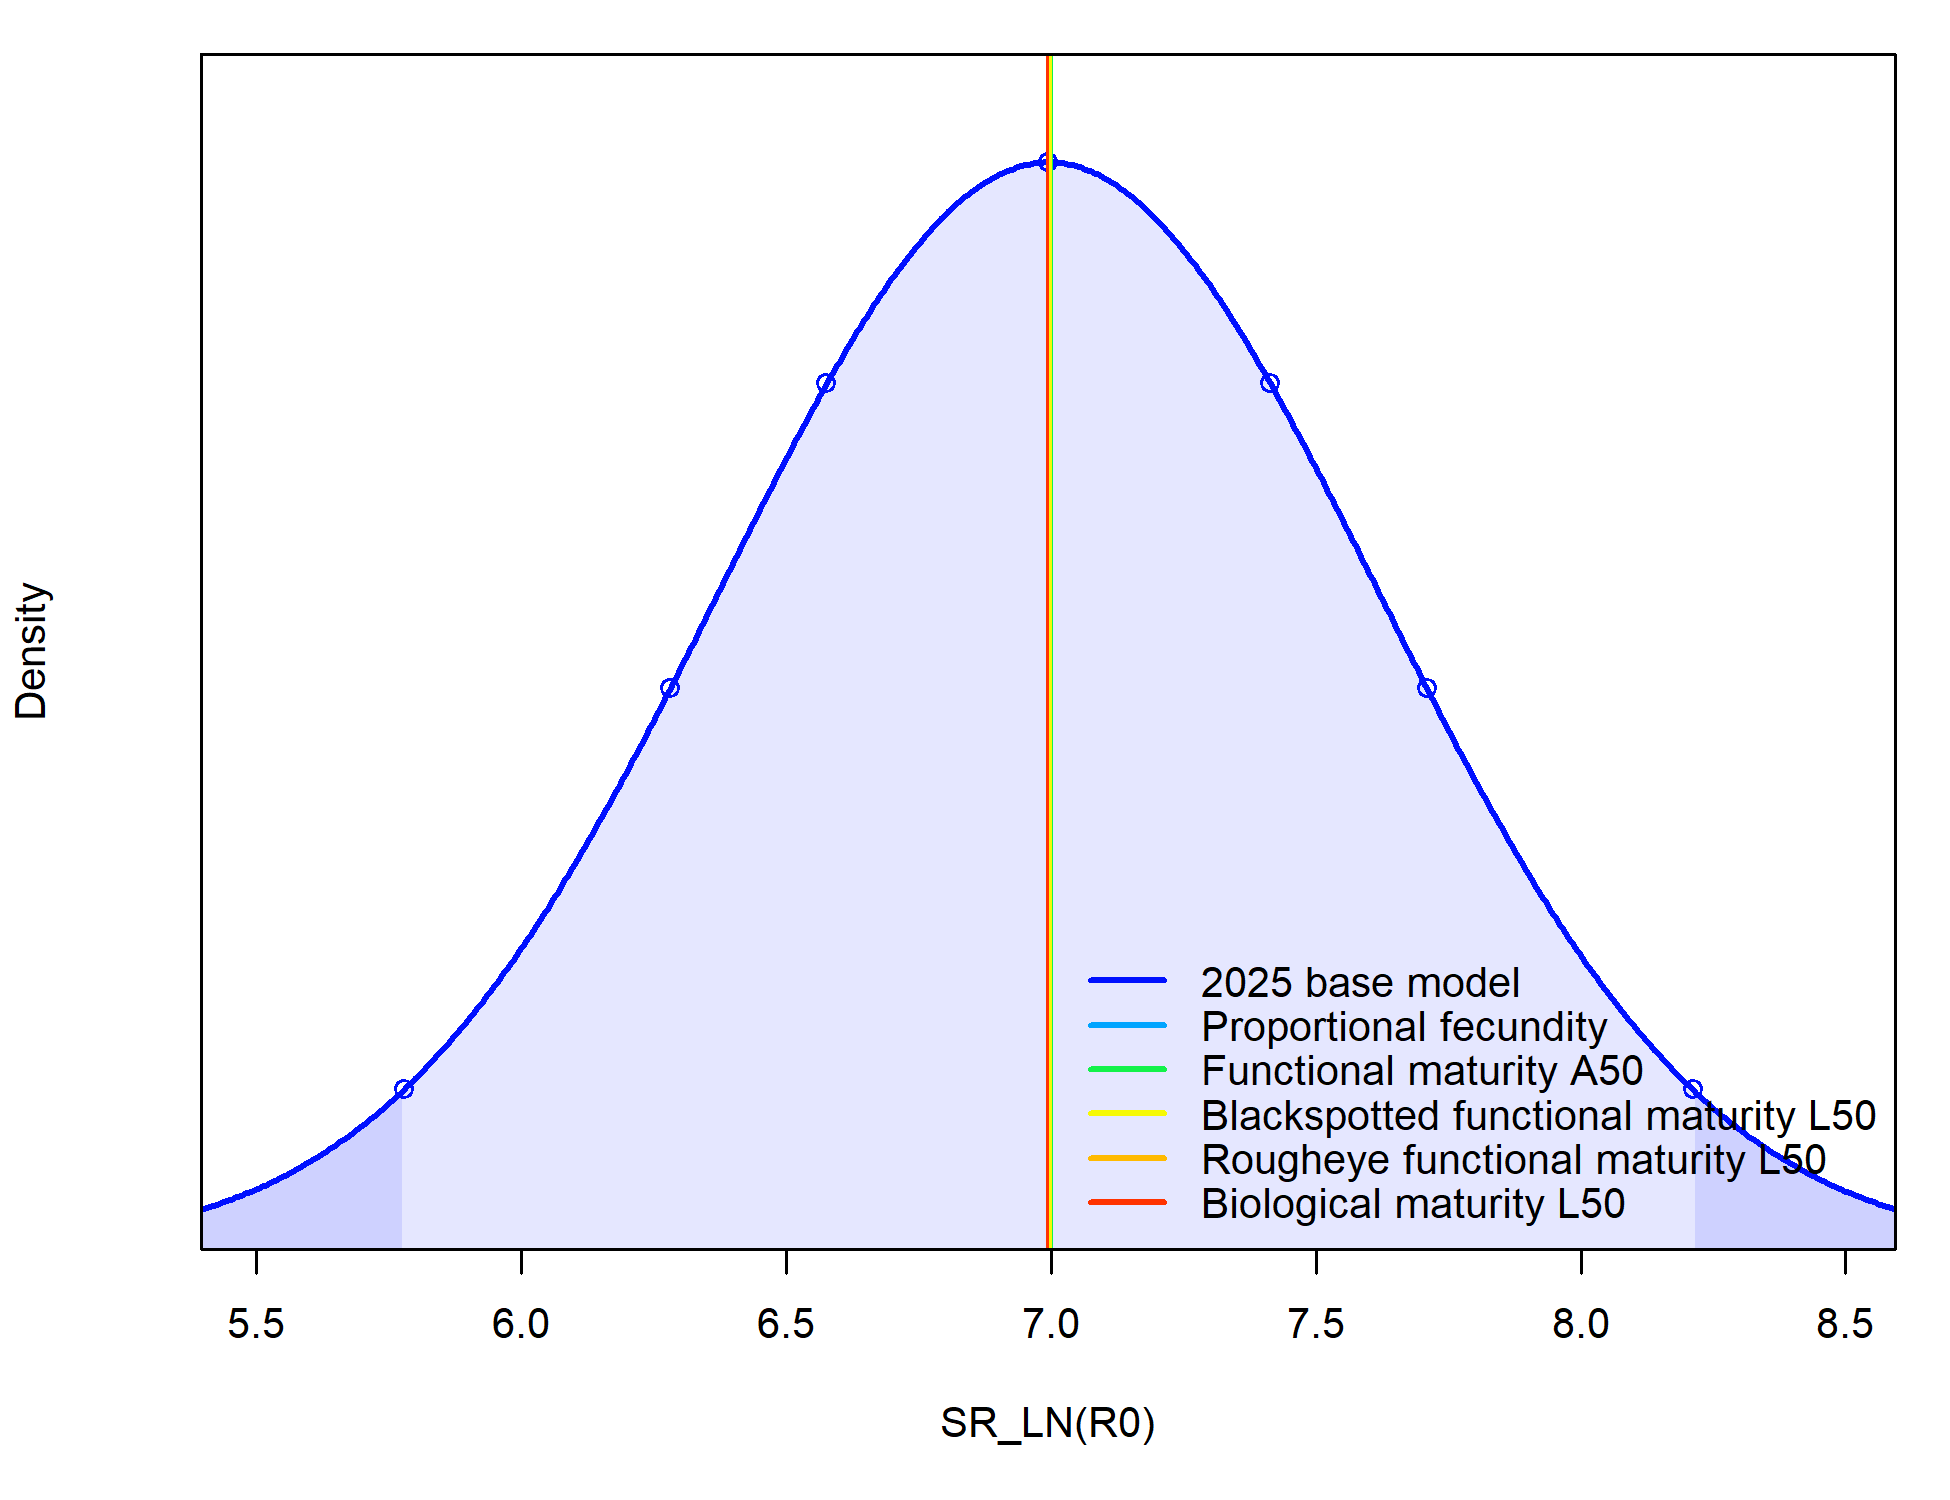 Density
2025 base model
Proportional fecundity
Functional maturity A50
Blackspotted functional maturity L50
Rougheye functional maturity L50
Biological maturity L50
5.5 6.0 6.5 7.0 7.5 8.0 8.5
SR_LN(R0)